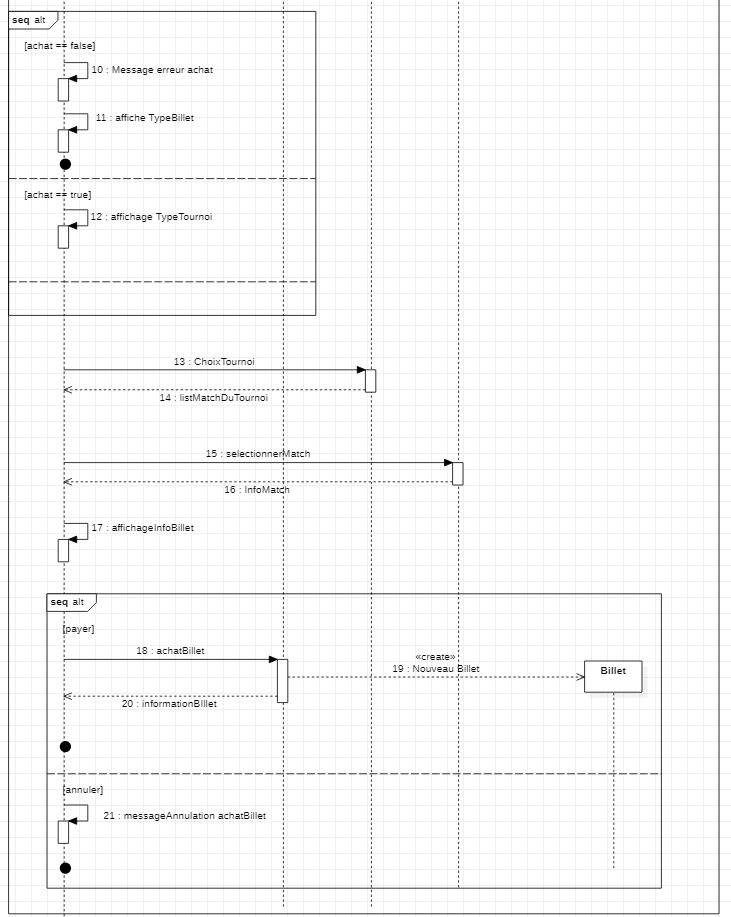 seq alt
[achat == false]
10 : Message erreur achat
11 : affiche TypeBillet
[achat == true]
12 : affichage TypeTournoi
13 : ChoixTournoi
14 : listMatchDuTournoi
15 : selectionnerMatch
16 : InfoMatch
17 : affichageInfoBillet
seq alt
[payer]
18 : achatBillet
«create»
19 : Nouveau Billet
Billet
20 : informationBIllet
[annuler]
21 : messageAnnulation achatBillet